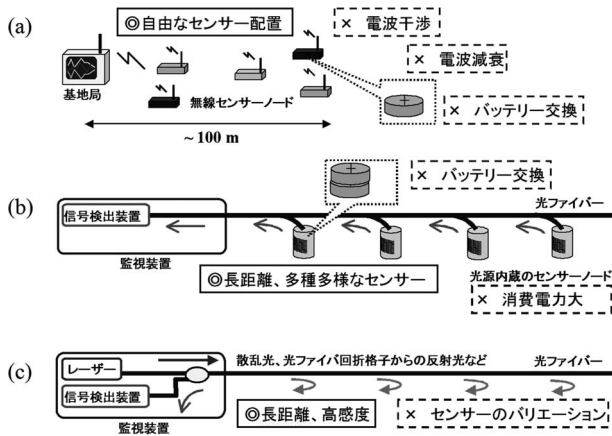 (a)
◎自由なセンサー配置
× 電波干渉
× 電波減衰
基地局
無線センサーノード
× バッテリー交換
~ 100 m
× バッテリー交換
(b)
信号検出装置
光ファイバー
監視装置
◎長距離、多種多様なセンサー
光源内蔵のセンサーノード
× 消費電力大
(c)
レーザー
散乱光、光ファイバ回折格子からの反射光など
光ファイバー
信号検出装置
◎長距離、高感度
× センサーのバリエーション
監視装置